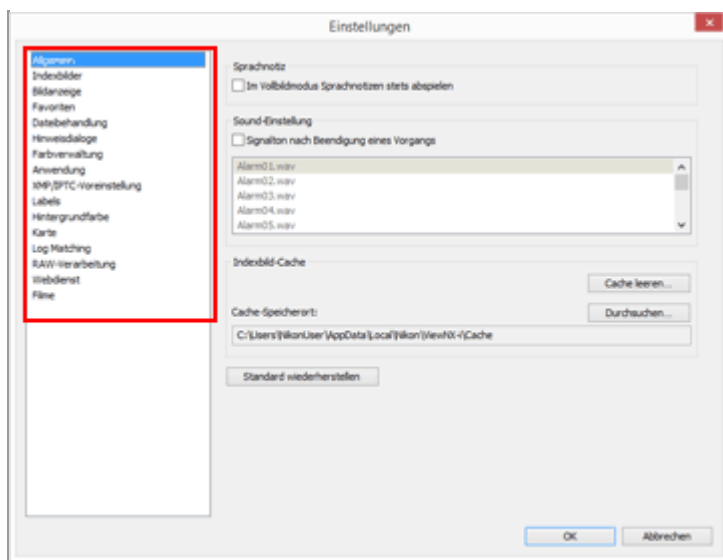 Einstellungen
Allgemein
Indexbilder
Bildanzeige
Favoriten
Dateibehandlung
Hinweisdialoge
Farbverwaltung
Anwendung
XMP/IPTC-Voreinstellung
Labels
Hintergrundfarbe
Karte
Log Matching
RAW-Verarbeitung
Webdienst
Filme
Sprachnotiz
Im Vollbildmodus Sprachnotizen stets abspielen
Sound-Einstellung
Signalton nach Beendigung eines Vorgangs
Alarm01.wav
Alarm02.wav
Alarm03.wav
Alarm04.wav
Alarm05.wav
Indexbild-Cache
Cache leeren...
Cache-Speicherort:
Durchsuchen...
C:\Users\NikonUser\AppData\Local\Nikon\ViewNX-i\Cache
Standard wiederherstellen
OK
Abbrechen